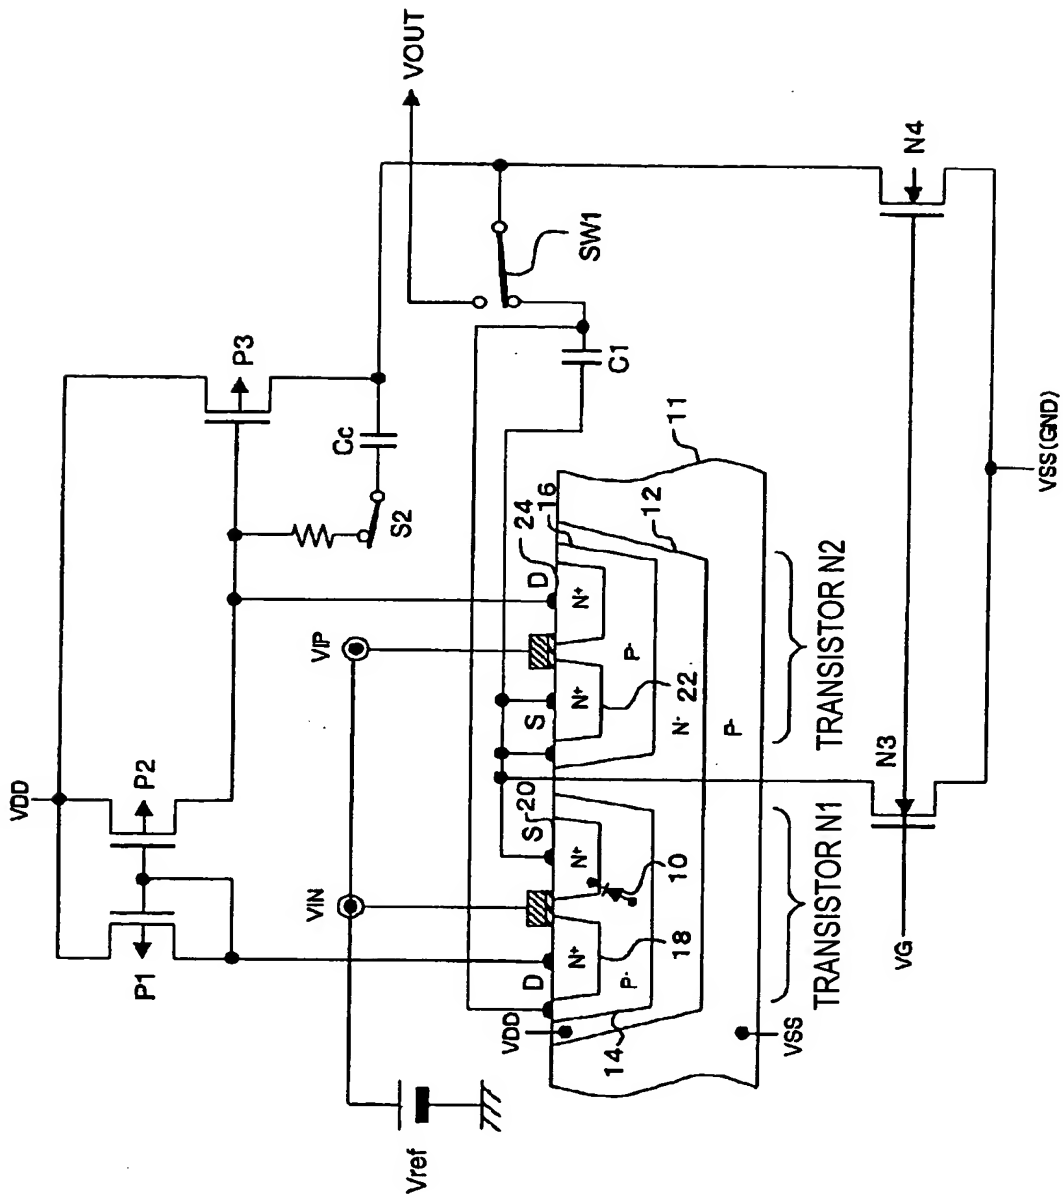 VDD
P1
P2
P3
Cc
S2
VOUT
SW1
C1
VIN
VIP
Vref
VDD
D
S
20
S
D
24
16
N+
N+
N+
N+
P-
P-
N-
P-
10
18
14
22
12
11
VSS
TRANSISTOR N1
TRANSISTOR N2
VG
N3
N4
VSS(GND)